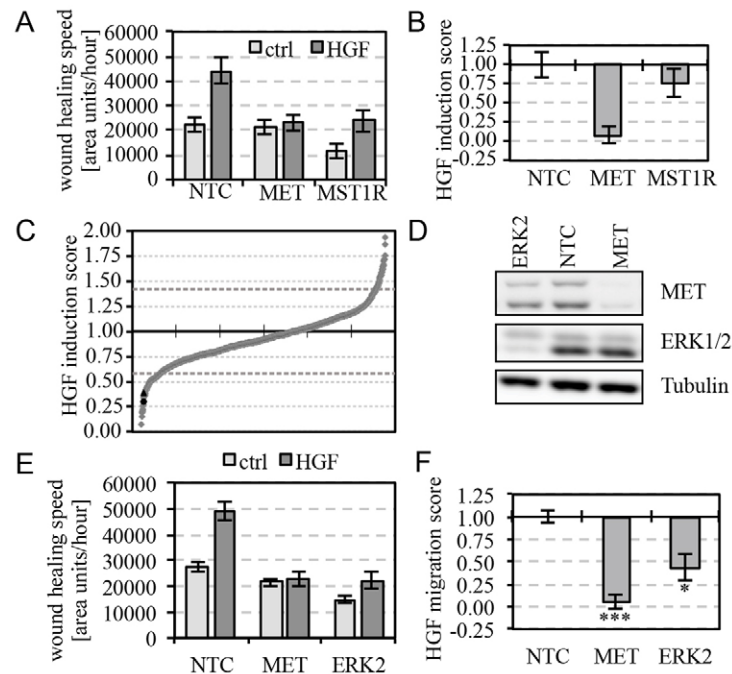 A
wound healing speed
[area units/hour]
60000
50000
40000
30000
20000
10000
0
ctrl HGF
NTC MET MST1R
B
HGF induction score
1.25
1.00
0.75
0.50
0.25
0.00
-0.25
NTC MET MST1R
C
HGF induction score
2.00
1.75
1.50
1.25
1.00
0.75
0.50
0.25
0.00
D
ERK2
NTC
MET
MET
ERK1/2
Tubulin
E
wound healing speed
[area units/hour]
ctrl HGF
60000
50000
40000
30000
20000
10000
0
NTC MET ERK2
F
HGF migration score
1.25
1.00
0.75
0.50
0.25
0.00
-0.25
***
*
NTC MET ERK2